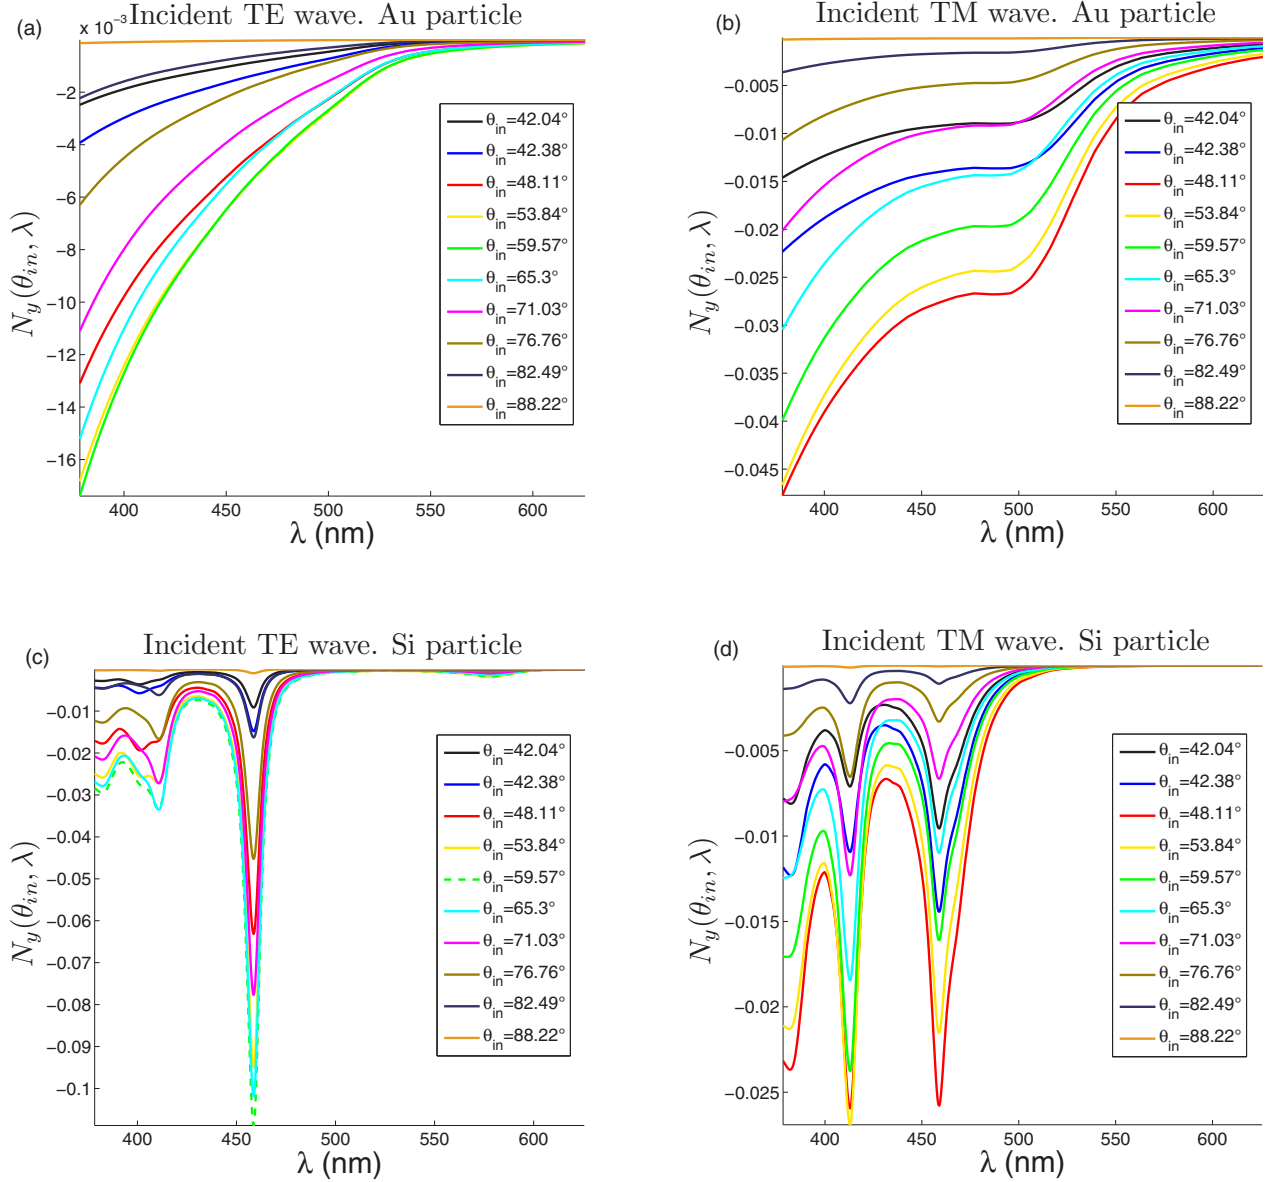 (a)
Incident TE wave. Au particle
x 10⁻³
−2
−4
−6
−8
−10
−12
−14
−16
N_y(θ_in, λ)
400 450 500 550 600
λ (nm)
θ_in=42.04°
θ_in=42.38°
θ_in=48.11°
θ_in=53.84°
θ_in=59.57°
θ_in=65.3°
θ_in=71.03°
θ_in=76.76°
θ_in=82.49°
θ_in=88.22°
(b)
Incident TM wave. Au particle
−0.005
−0.01
−0.015
−0.02
−0.025
−0.03
−0.035
−0.04
−0.045
N_y(θ_in, λ)
400 450 500 550 600
λ (nm)
θ_in=42.04°
θ_in=42.38°
θ_in=48.11°
θ_in=53.84°
θ_in=59.57°
θ_in=65.3°
θ_in=71.03°
θ_in=76.76°
θ_in=82.49°
θ_in=88.22°
(c)
Incident TE wave. Si particle
−0.01
−0.02
−0.03
−0.04
−0.05
−0.06
−0.07
−0.08
−0.09
−0.1
N_y(θ_in, λ)
400 450 500 550 600
λ (nm)
θ_in=42.04°
θ_in=42.38°
θ_in=48.11°
θ_in=53.84°
θ_in=59.57°
θ_in=65.3°
θ_in=71.03°
θ_in=76.76°
θ_in=82.49°
θ_in=88.22°
(d)
Incident TM wave. Si particle
−0.005
−0.01
−0.015
−0.02
−0.025
N_y(θ_in, λ)
400 450 500 550 600
λ (nm)
θ_in=42.04°
θ_in=42.38°
θ_in=48.11°
θ_in=53.84°
θ_in=59.57°
θ_in=65.3°
θ_in=71.03°
θ_in=76.76°
θ_in=82.49°
θ_in=88.22°